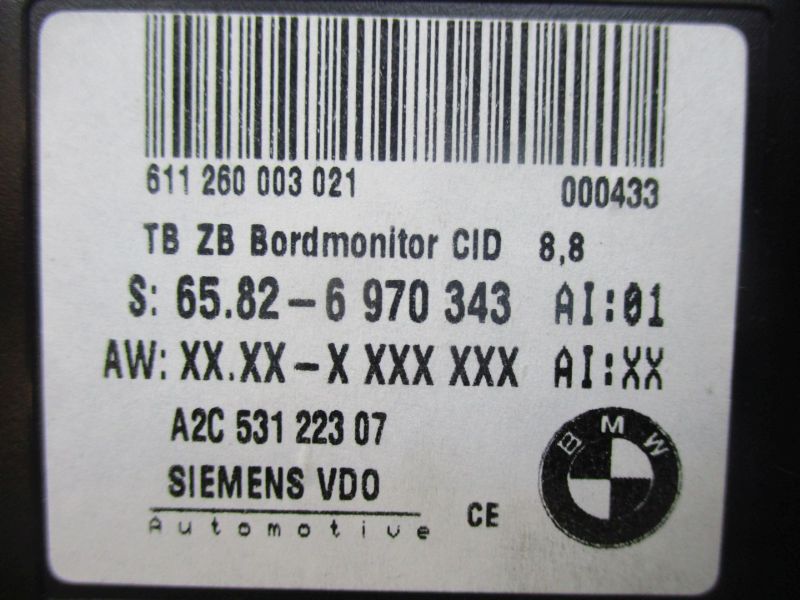 611 260 003 021 000433
TB ZB Bordmonitor CID 8,8
S: 65.82-6 970 343 AI:01
AW: XX.XX-X XXX XXX AI:XX
A2C 531 223 07
BMW
SIEMENS VDO
Automotive CE